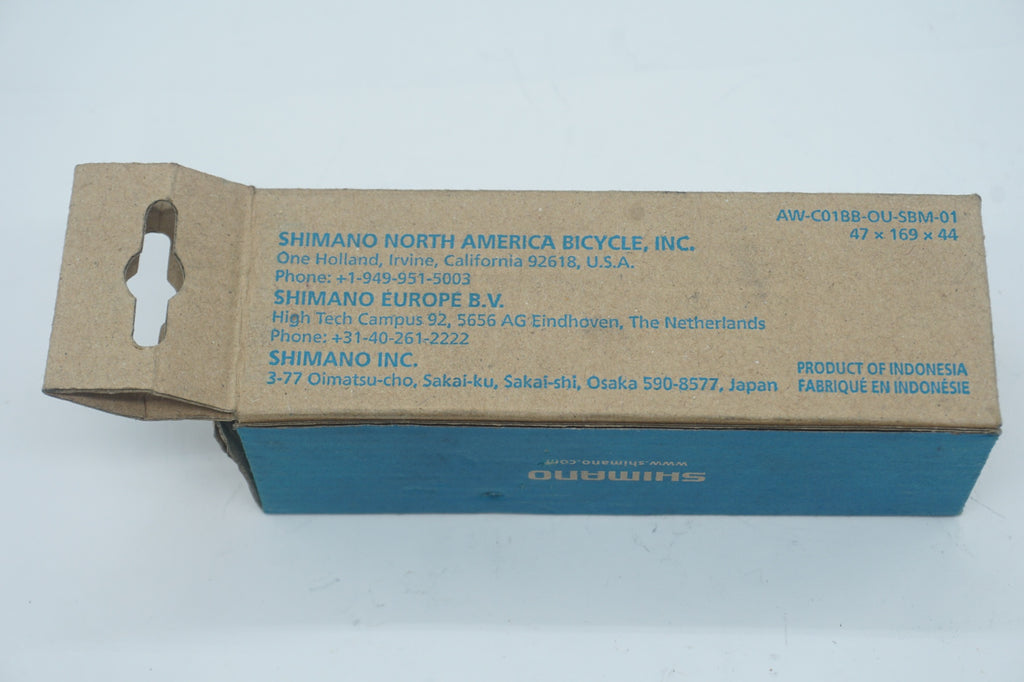 AW-C01BB-OU-SBM-01
47 × 169 × 44
SHIMANO NORTH AMERICA BICYCLE, INC.
One Holland, Irvine, California 92618, U.S.A.
Phone: +1-949-951-5003
SHIMANO EUROPE B.V.
High Tech Campus 92, 5656 AG Eindhoven, The Netherlands
Phone: +31-40-261-2222
SHIMANO INC.
3-77 Oimatsu-cho, Sakai-ku, Sakai-shi, Osaka 590-8577, Japan
PRODUCT OF INDONESIA
FABRIQUÉ EN INDONÉSIE
SHIMANO
www.shimano.com